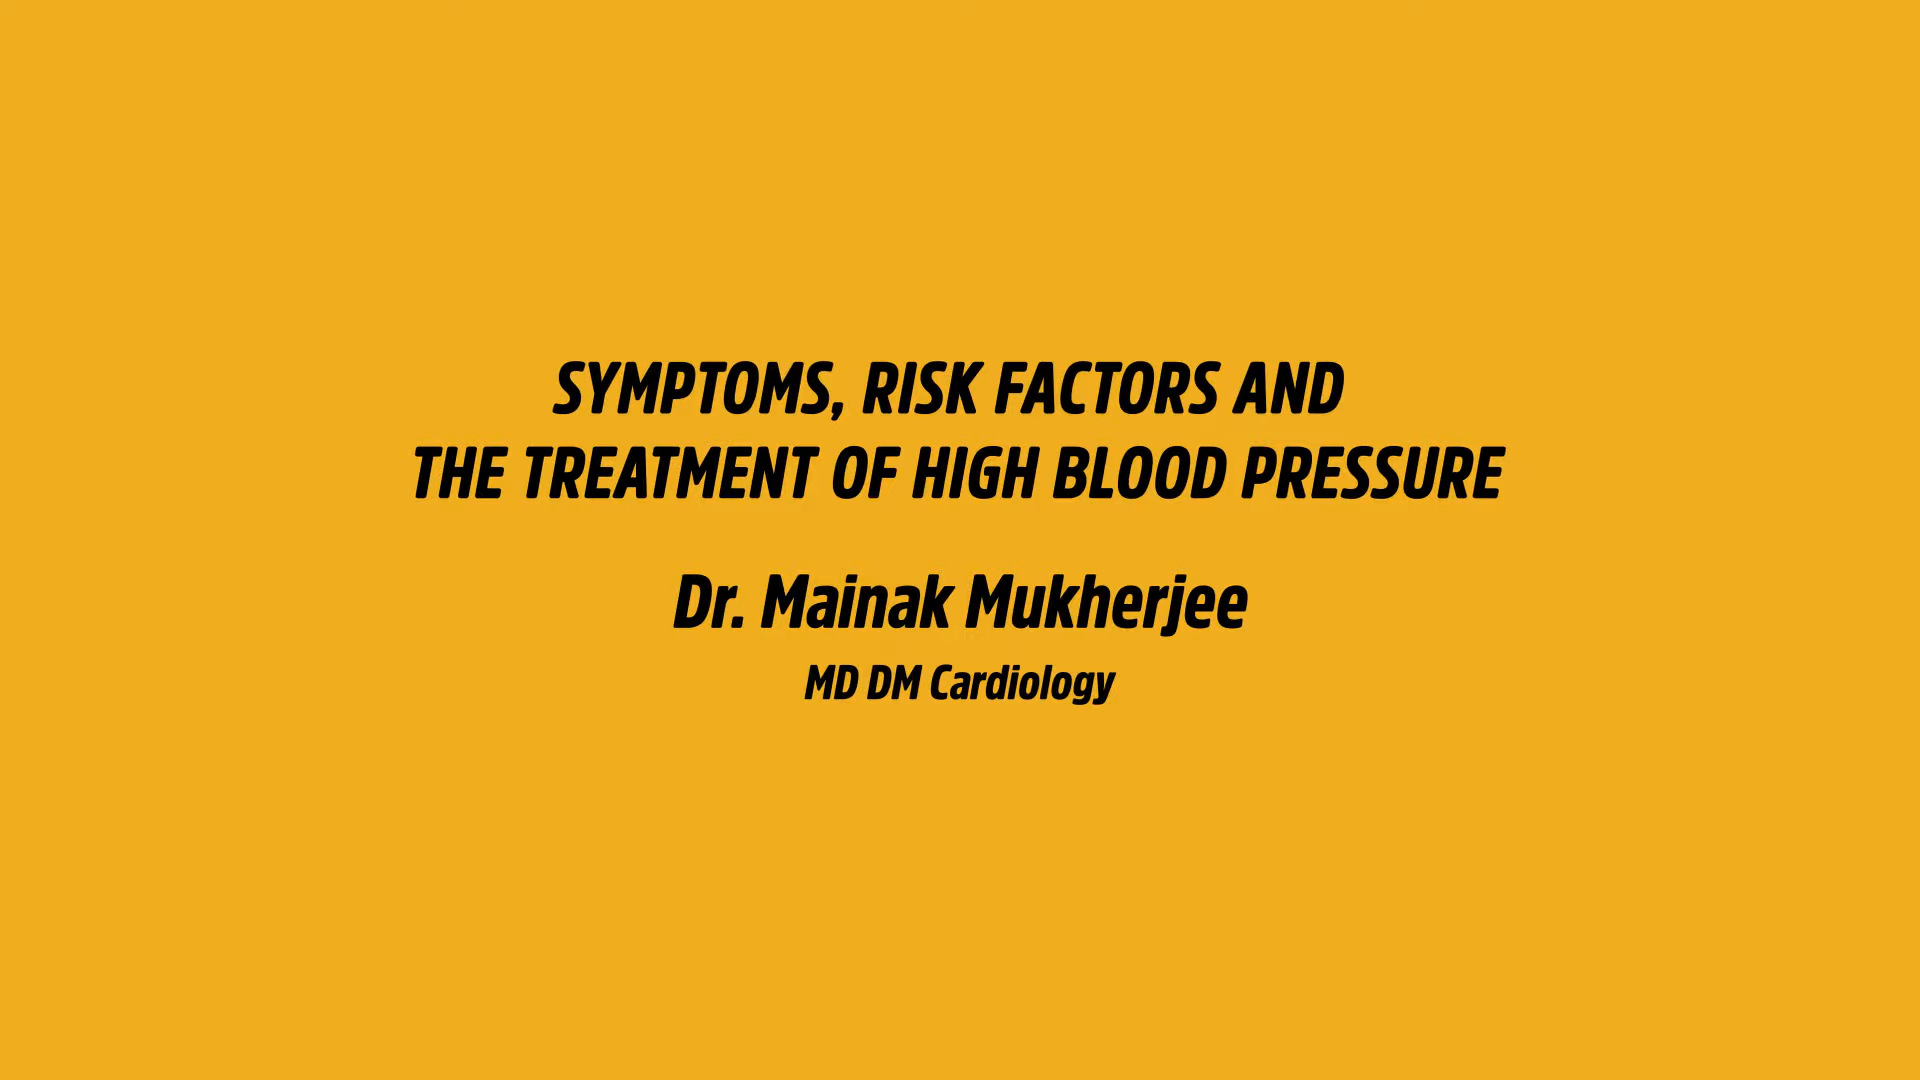 SYMPTOMS, RISK FACTORS AND
THE TREATMENT OF HIGH BLOOD PRESSURE
Dr. Mainak Mukherjee
MD DM Cardiology